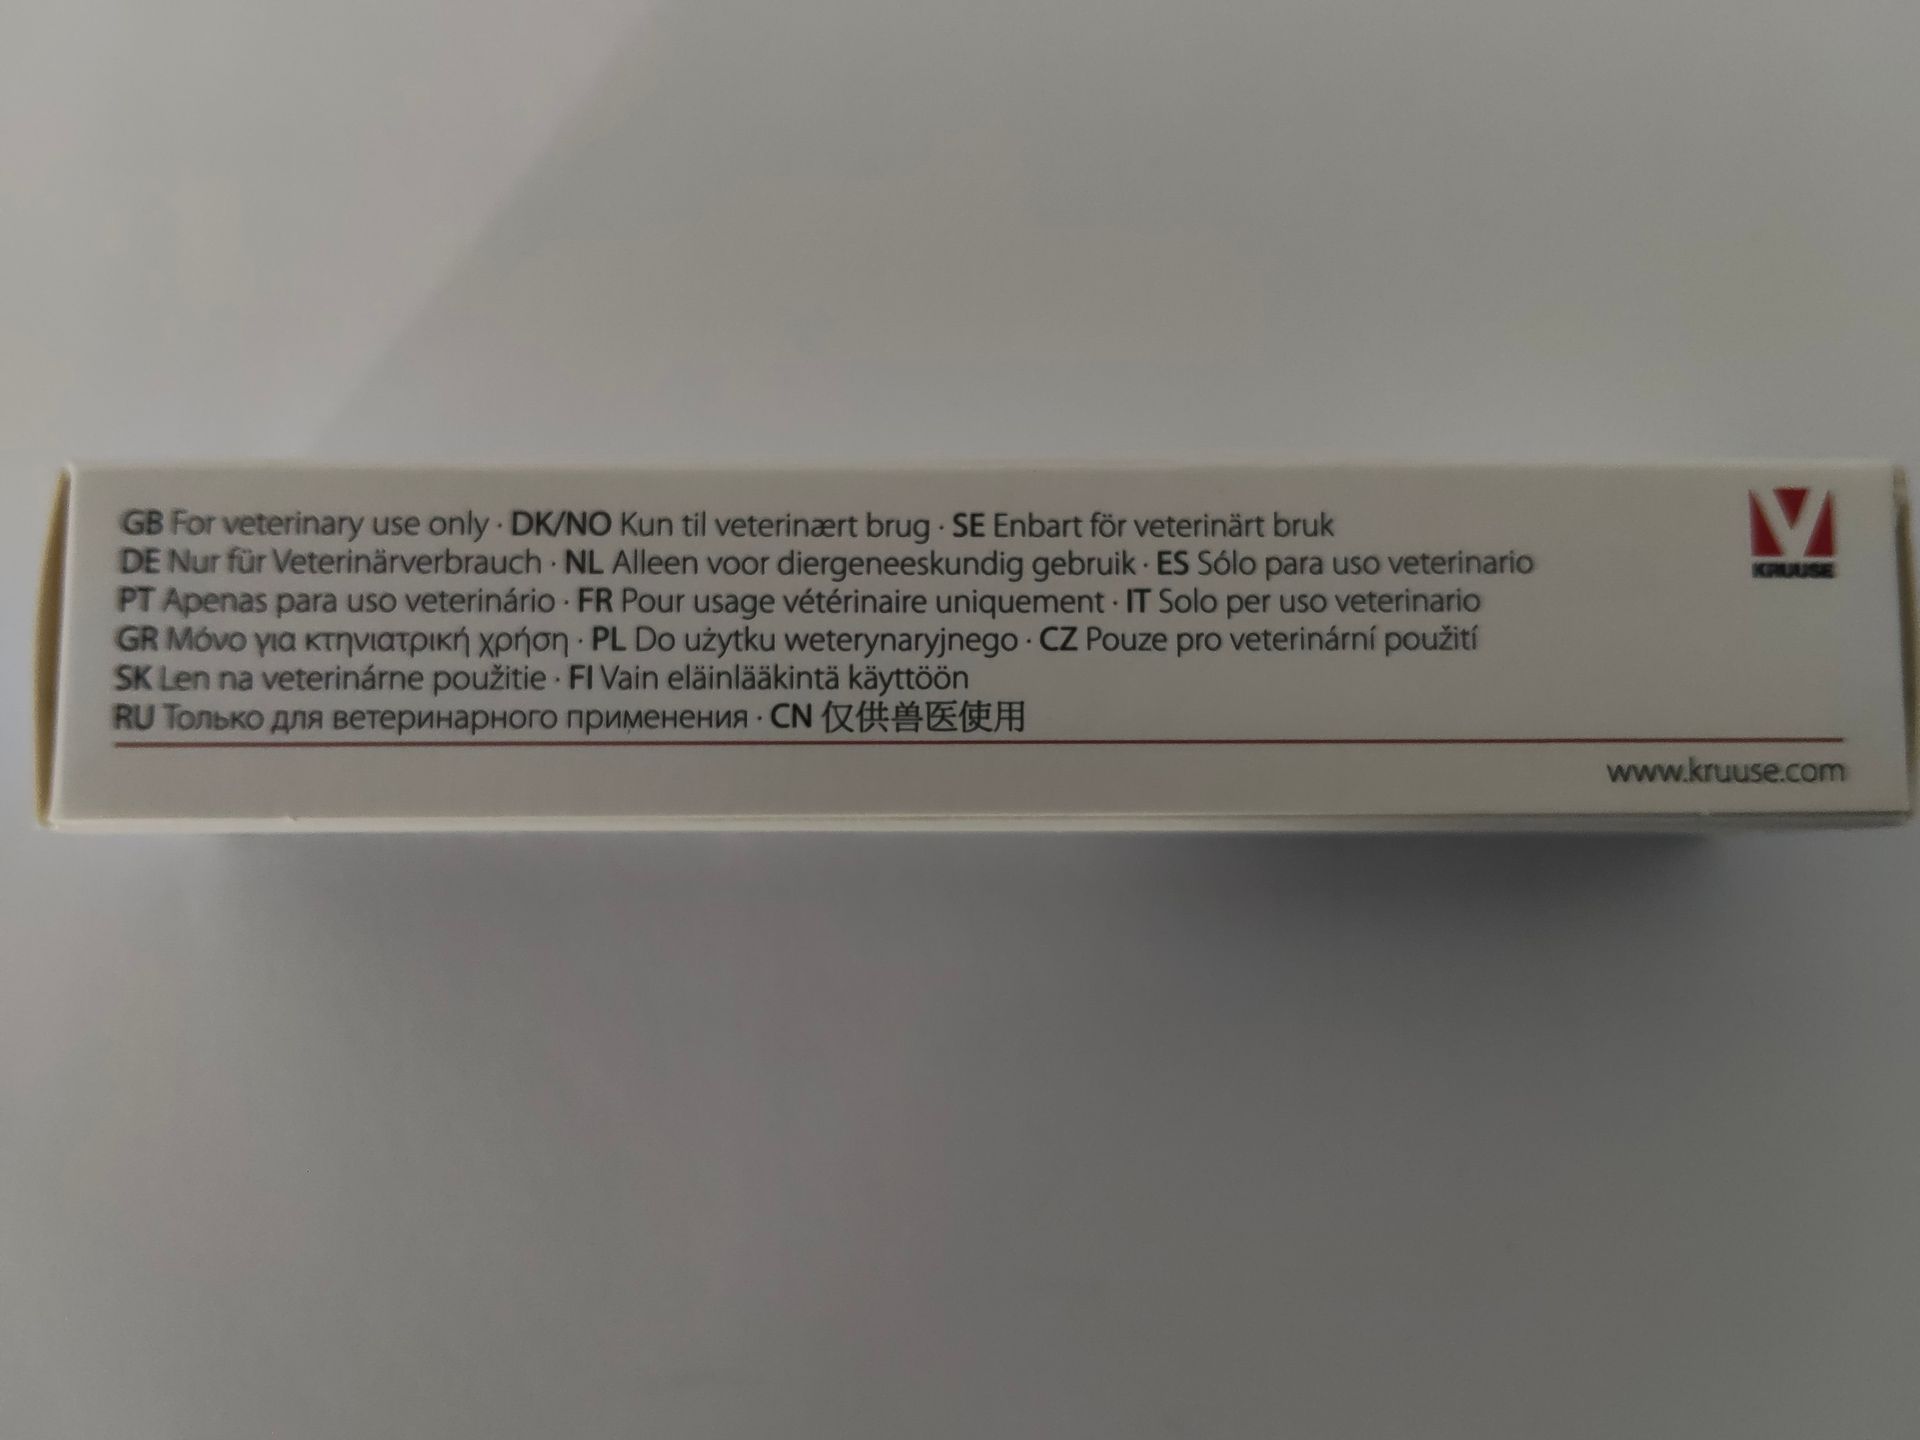 GB For veterinary use only · DK/NO Kun til veterinært brug · SE Enbart för veterinärt bruk
DE Nur für Veterinärverbrauch · NL Alleen voor diergeneeskundig gebruik · ES Sólo para uso veterinario
PT Apenas para uso veterinário · FR Pour usage vétérinaire uniquement · IT Solo per uso veterinario
GR Μόνο για κτηνιατρική χρήση · PL Do użytku weterynaryjnego · CZ Pouze pro veterinární použití
SK Len na veterinárne použitie · FI Vain eläinlääkintä käyttöön
RU Только для ветеринарного применения · CN 仅供兽医使用
KRUUSE
www.kruuse.com